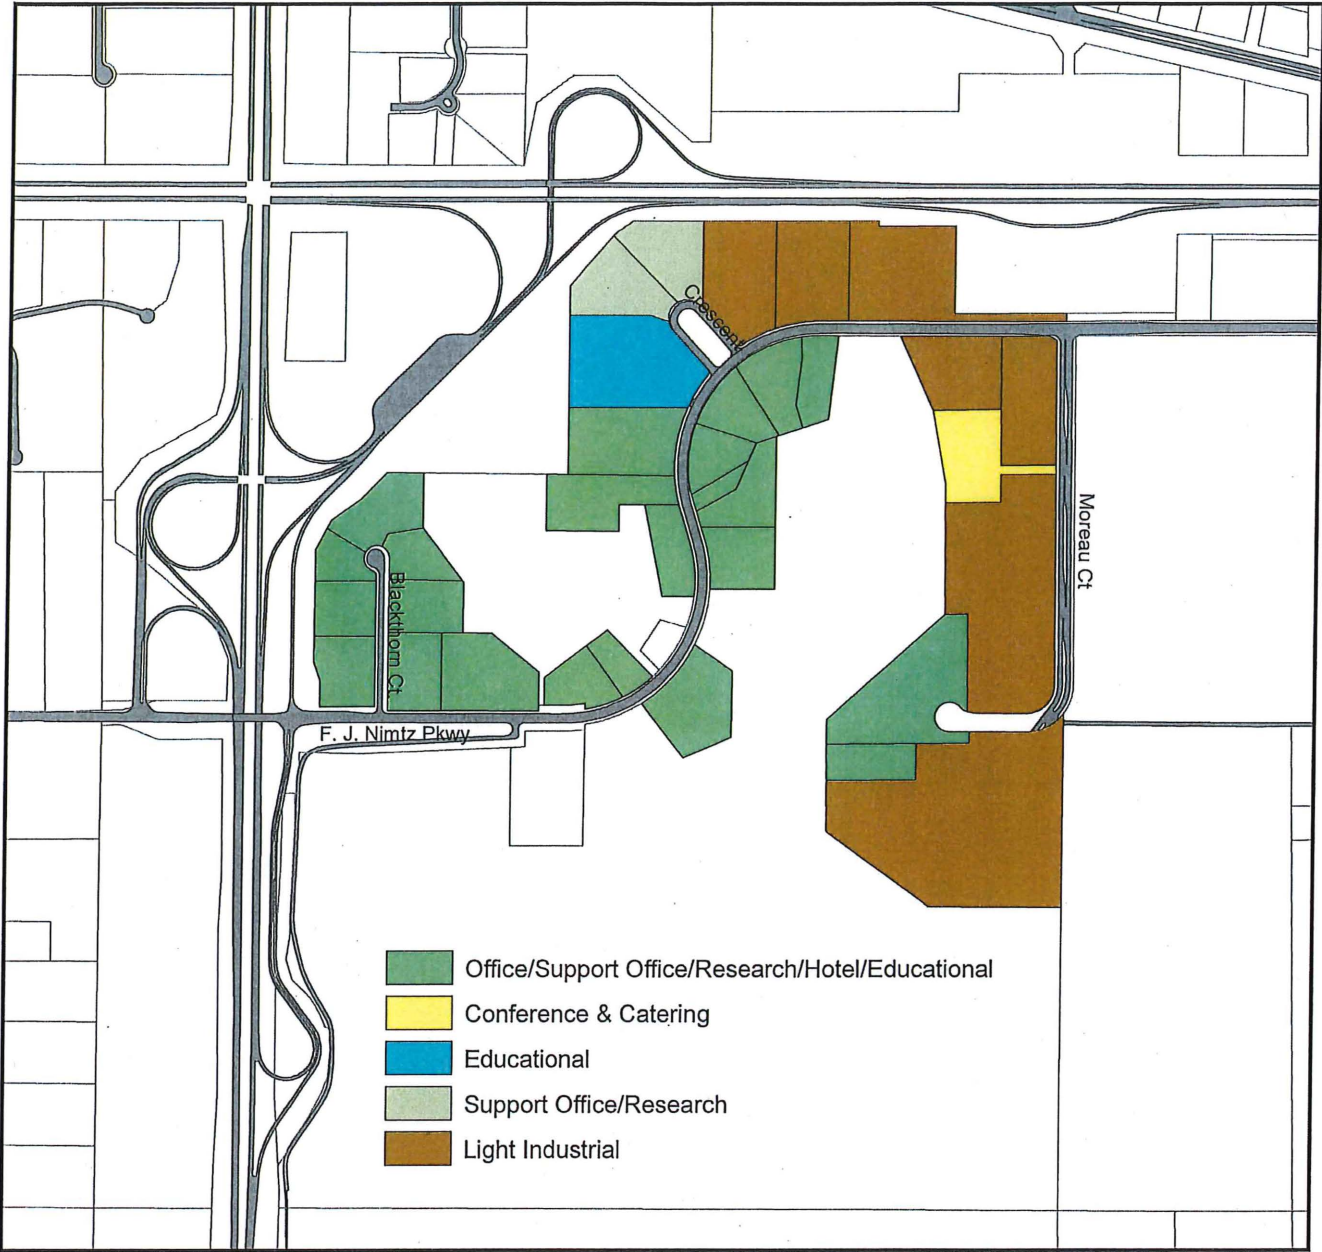 Crescent
Moreau Ct
Blackthorn Ct.
F. J. Nimtz Pkwy
Office/Support Office/Research/Hotel/Educational
Conference & Catering
Educational
Support Office/Research
Light Industrial